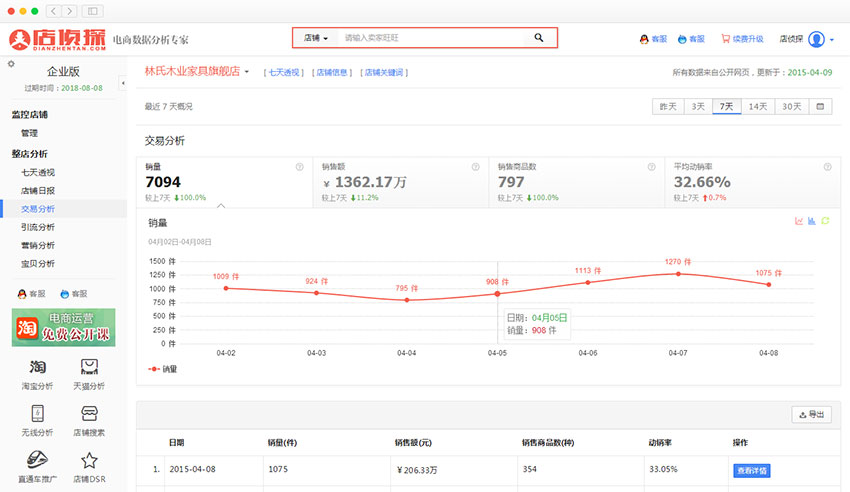 店侦探 电商数据分析专家
DIANZHENTAN.COM
店铺 请输入卖家旺旺
客服 客服 续费升级 店侦探
企业版
过期时间：2018-08-08
监控店铺
管理
整店分析
七天透视
店铺日报
交易分析
引流分析
营销分析
宝贝分析
客服 客服
电商运营
淘 免费公开课
淘
淘宝分析 天猫分析
无线分析 店铺搜索
直通车推广 店铺DSR
林氏木业家具旗舰店 [七天透视] [店铺信息] [店铺关键词] 所有数据来自公开网页，更新于：2015-04-09
最近 7 天概况 昨天 3天 7天 14天 30天
交易分析
销量 销售额 销售商品数 平均动销率
7094 ￥ 1362.17万 797 32.66%
较上7天 100.0% 较上7天 11.2% 较上7天 100.0% 较上7天 0.7%
销量
04月02日-04月08日
1500 件
1250 件
1000 件
750 件
500 件
250 件
0 件
1009 件 924 件 795 件 908 件 1113 件 1270 件 1075 件
日期：04月05日
销量：908 件
04-02 04-03 04-04 04-05 04-06 04-07 04-08
销量
导出
日期 销量(件) 销售额(元) 销售商品数(种) 动销率 操作
1. 2015-04-08 1075 ￥206.33万 354 33.05% 查看详情